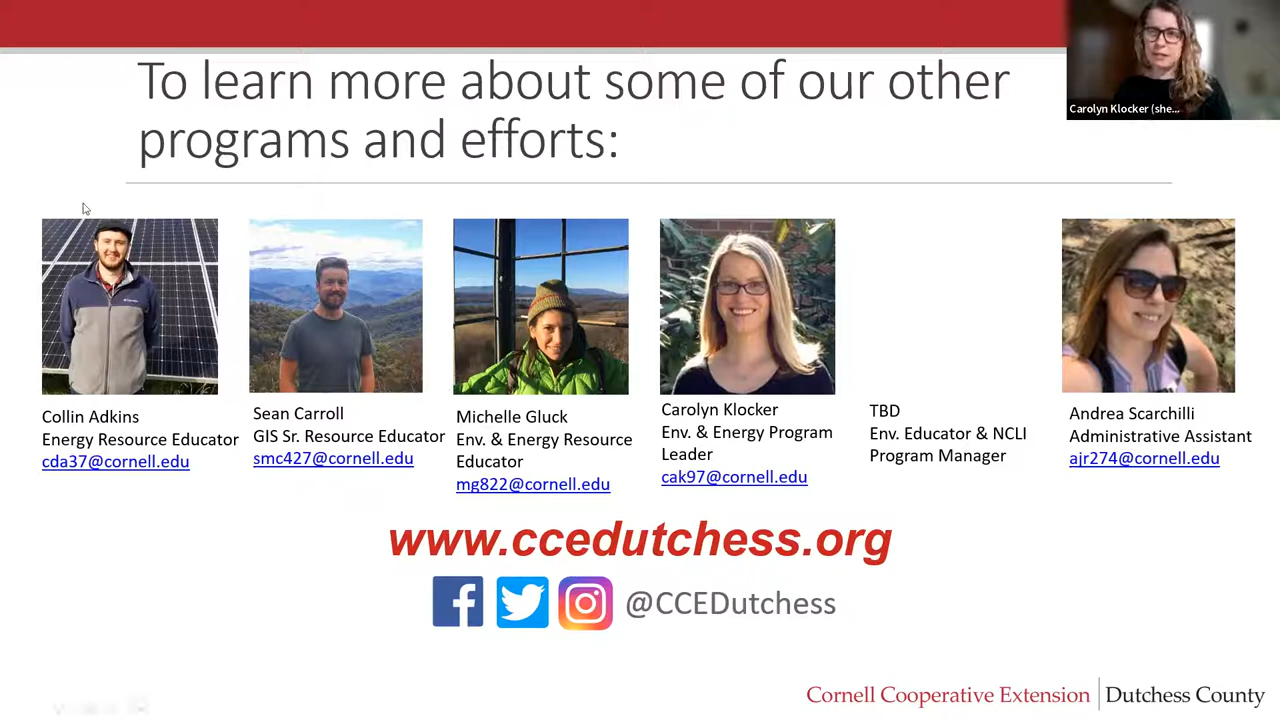 To learn more about some of our other
programs and efforts:
Carolyn Klocker (she...
Collin Adkins
Energy Resource Educator
cda37@cornell.edu
Sean Carroll
GIS Sr. Resource Educator
smc427@cornell.edu
Michelle Gluck
Env. & Energy Resource
Educator
mg822@cornell.edu
Carolyn Klocker
Env. & Energy Program
Leader
cak97@cornell.edu
TBD
Env. Educator & NCLI
Program Manager
Andrea Scarchilli
Administrative Assistant
ajr274@cornell.edu
www.ccedutchess.org
@CCEDutchess
Cornell Cooperative Extension | Dutchess County